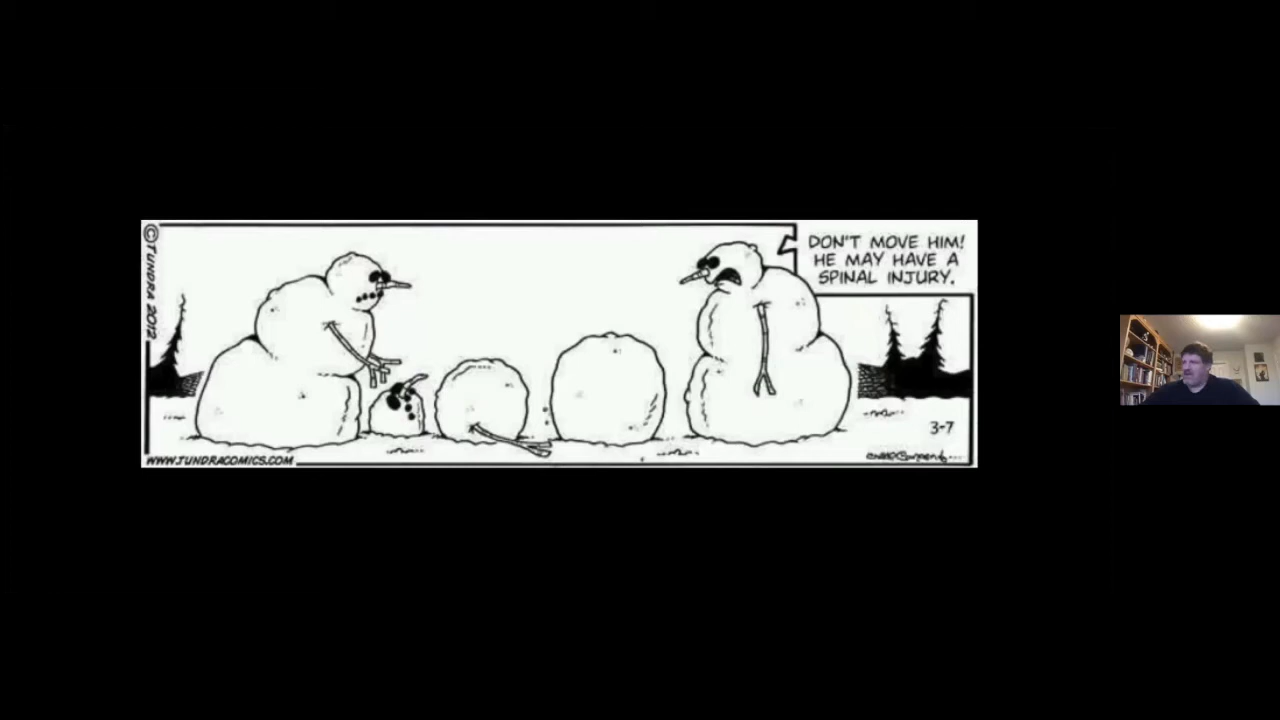 © TUNDRA 2012
DON'T MOVE HIM!
HE MAY HAVE A
SPINAL INJURY.
3-7
WWW.TUNDRACOMICS.COM